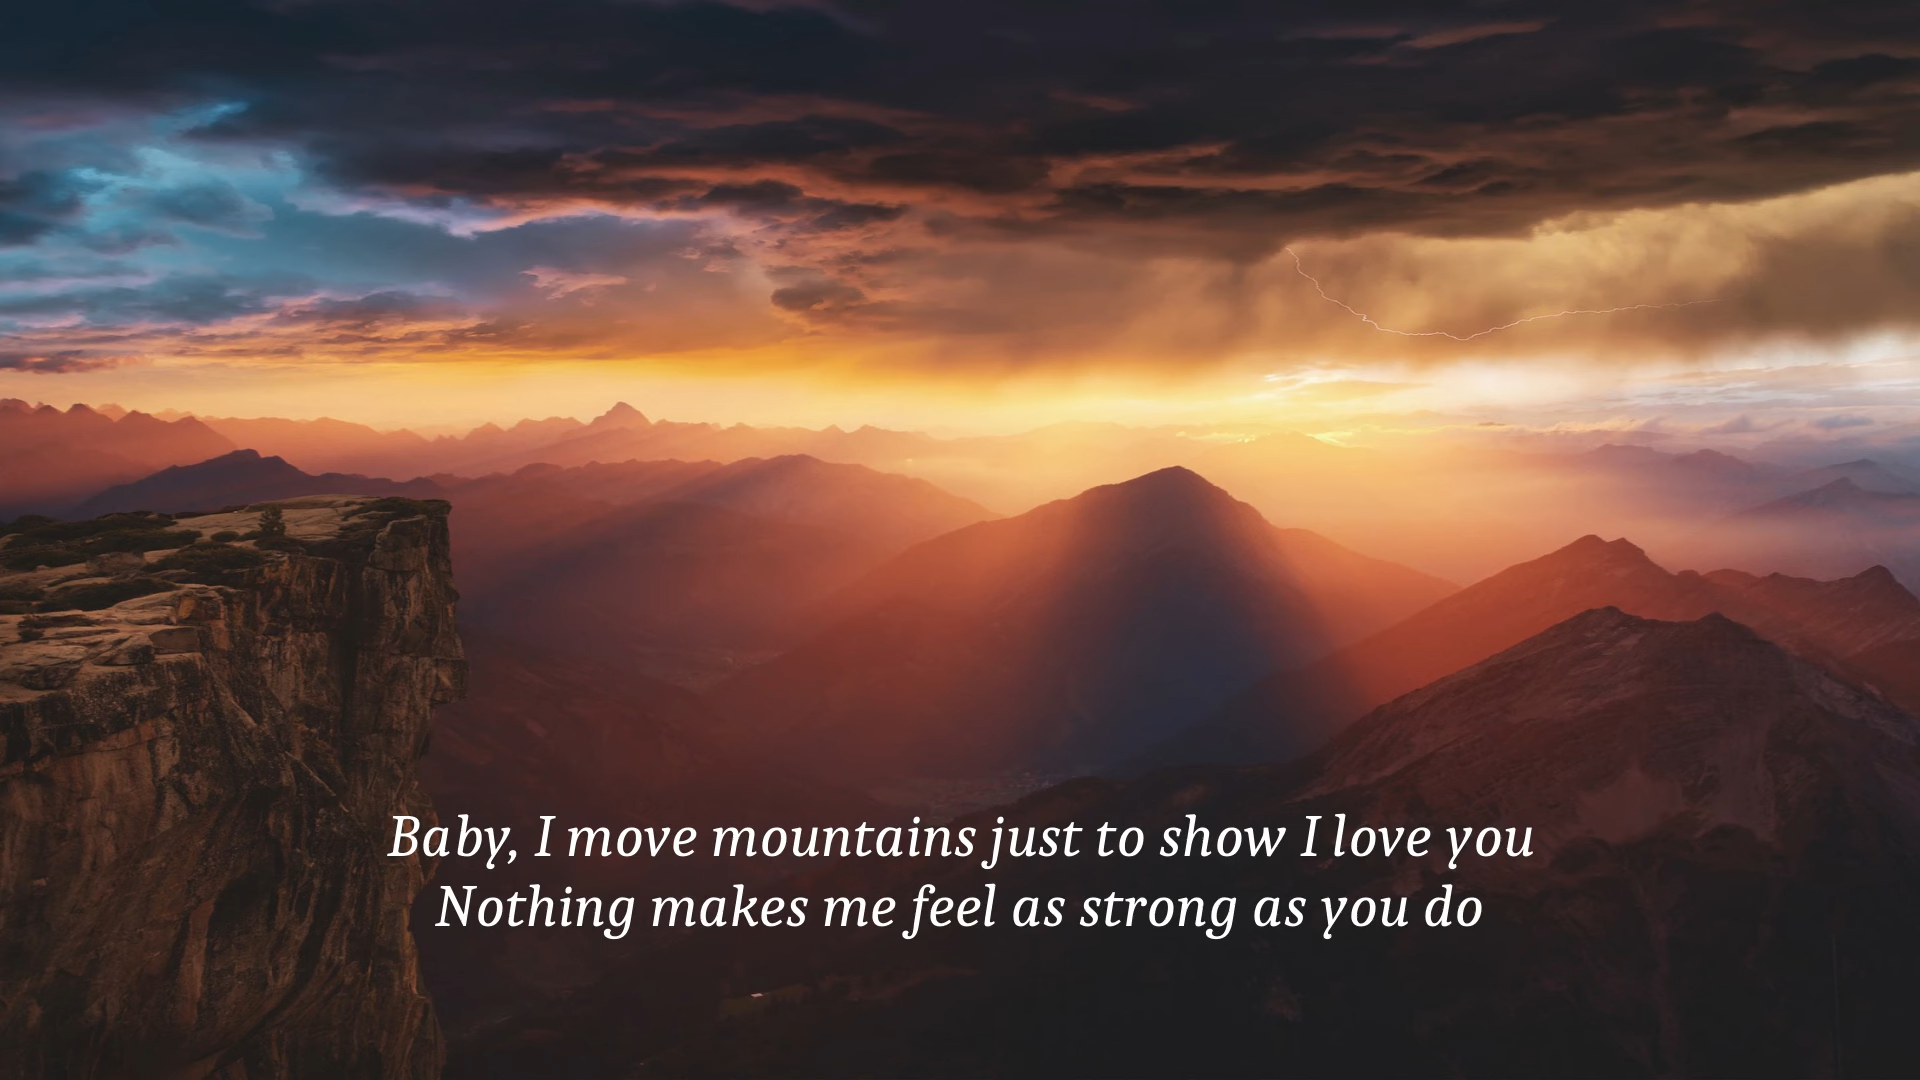 Baby, I move mountains just to show I love you
Nothing makes me feel as strong as you do